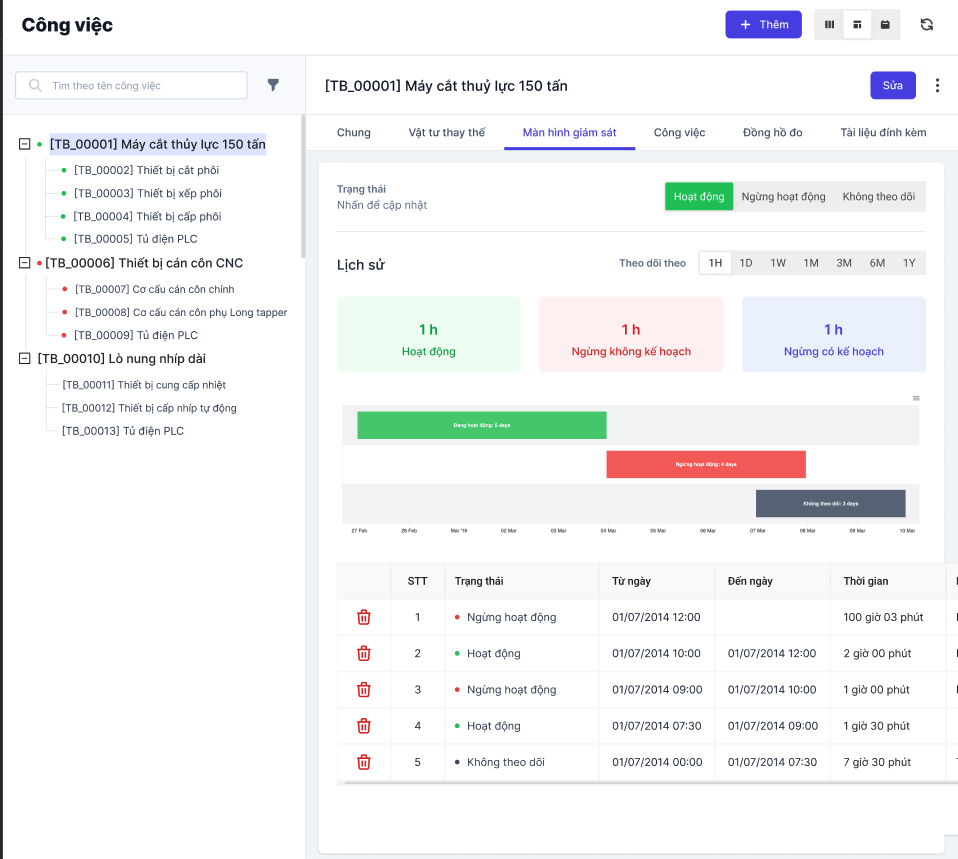 Công việc
Thêm
Tìm theo tên công việc
[TB_00001] Máy cắt thủy lực 150 tấn
[TB_00002] Thiết bị cắt phôi
[TB_00003] Thiết bị xếp phôi
[TB_00004] Thiết bị cấp phôi
[TB_00005] Tủ điện PLC
[TB_00006] Thiết bị cán côn CNC
[TB_00007] Cơ cấu cán côn chính
[TB_00008] Cơ cấu cán côn phụ Long tapper
[TB_00009] Tủ điện PLC
[TB_00010] Lò nung nhíp dài
[TB_00011] Thiết bị cung cấp nhiệt
[TB_00012] Thiết bị cấp nhíp tự động
[TB_00013] Tủ điện PLC
[TB_00001] Máy cắt thuỷ lực 150 tấn
Sửa
Chung Vật tư thay thế Màn hình giám sát Công việc Đồng hồ đo Tài liệu đính kèm
Trạng thái
Nhấn để cập nhật
Hoạt động Ngừng hoạt động Không theo dõi
Lịch sử
Theo dõi theo 1H 1D 1W 1M 3M 6M 1Y
1 h
Hoạt động
1 h
Ngừng không kế hoạch
1 h
Ngừng có kế hoạch
Đang hoạt động: 5 days
Ngừng hoạt động: 4 days
Không theo dõi: 3 days
27 Feb 28 Feb Mar '19 02 Mar 03 Mar 04 Mar 05 Mar 06 Mar 07 Mar 08 Mar 09 Mar 10 Mar
STT Trạng thái Từ ngày Đến ngày Thời gian
1 Ngừng hoạt động 01/07/2014 12:00 100 giờ 03 phút
2 Hoạt động 01/07/2014 10:00 01/07/2014 12:00 2 giờ 00 phút
3 Ngừng hoạt động 01/07/2014 09:00 01/07/2014 10:00 1 giờ 00 phút
4 Hoạt động 01/07/2014 07:30 01/07/2014 09:00 1 giờ 30 phút
5 Không theo dõi 01/07/2014 00:00 01/07/2014 07:30 7 giờ 30 phút